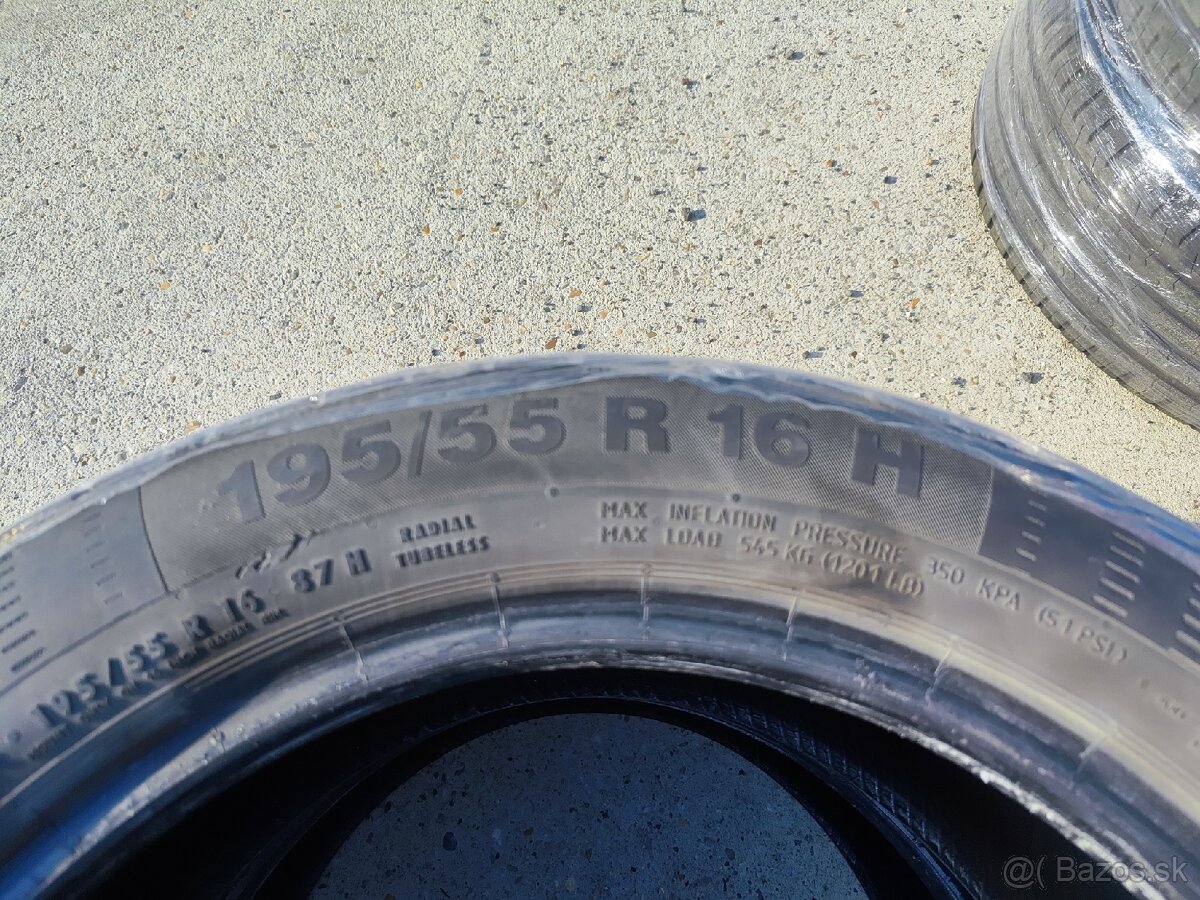 195/55 R 16 H
195/55 R 16 87 H
RADIAL
TUBELESS
MAX INFLATION PRESSURE 350 KPA (51 PSI)
MAX LOAD 545 KG (1201 LB)
@( Bazos.sk